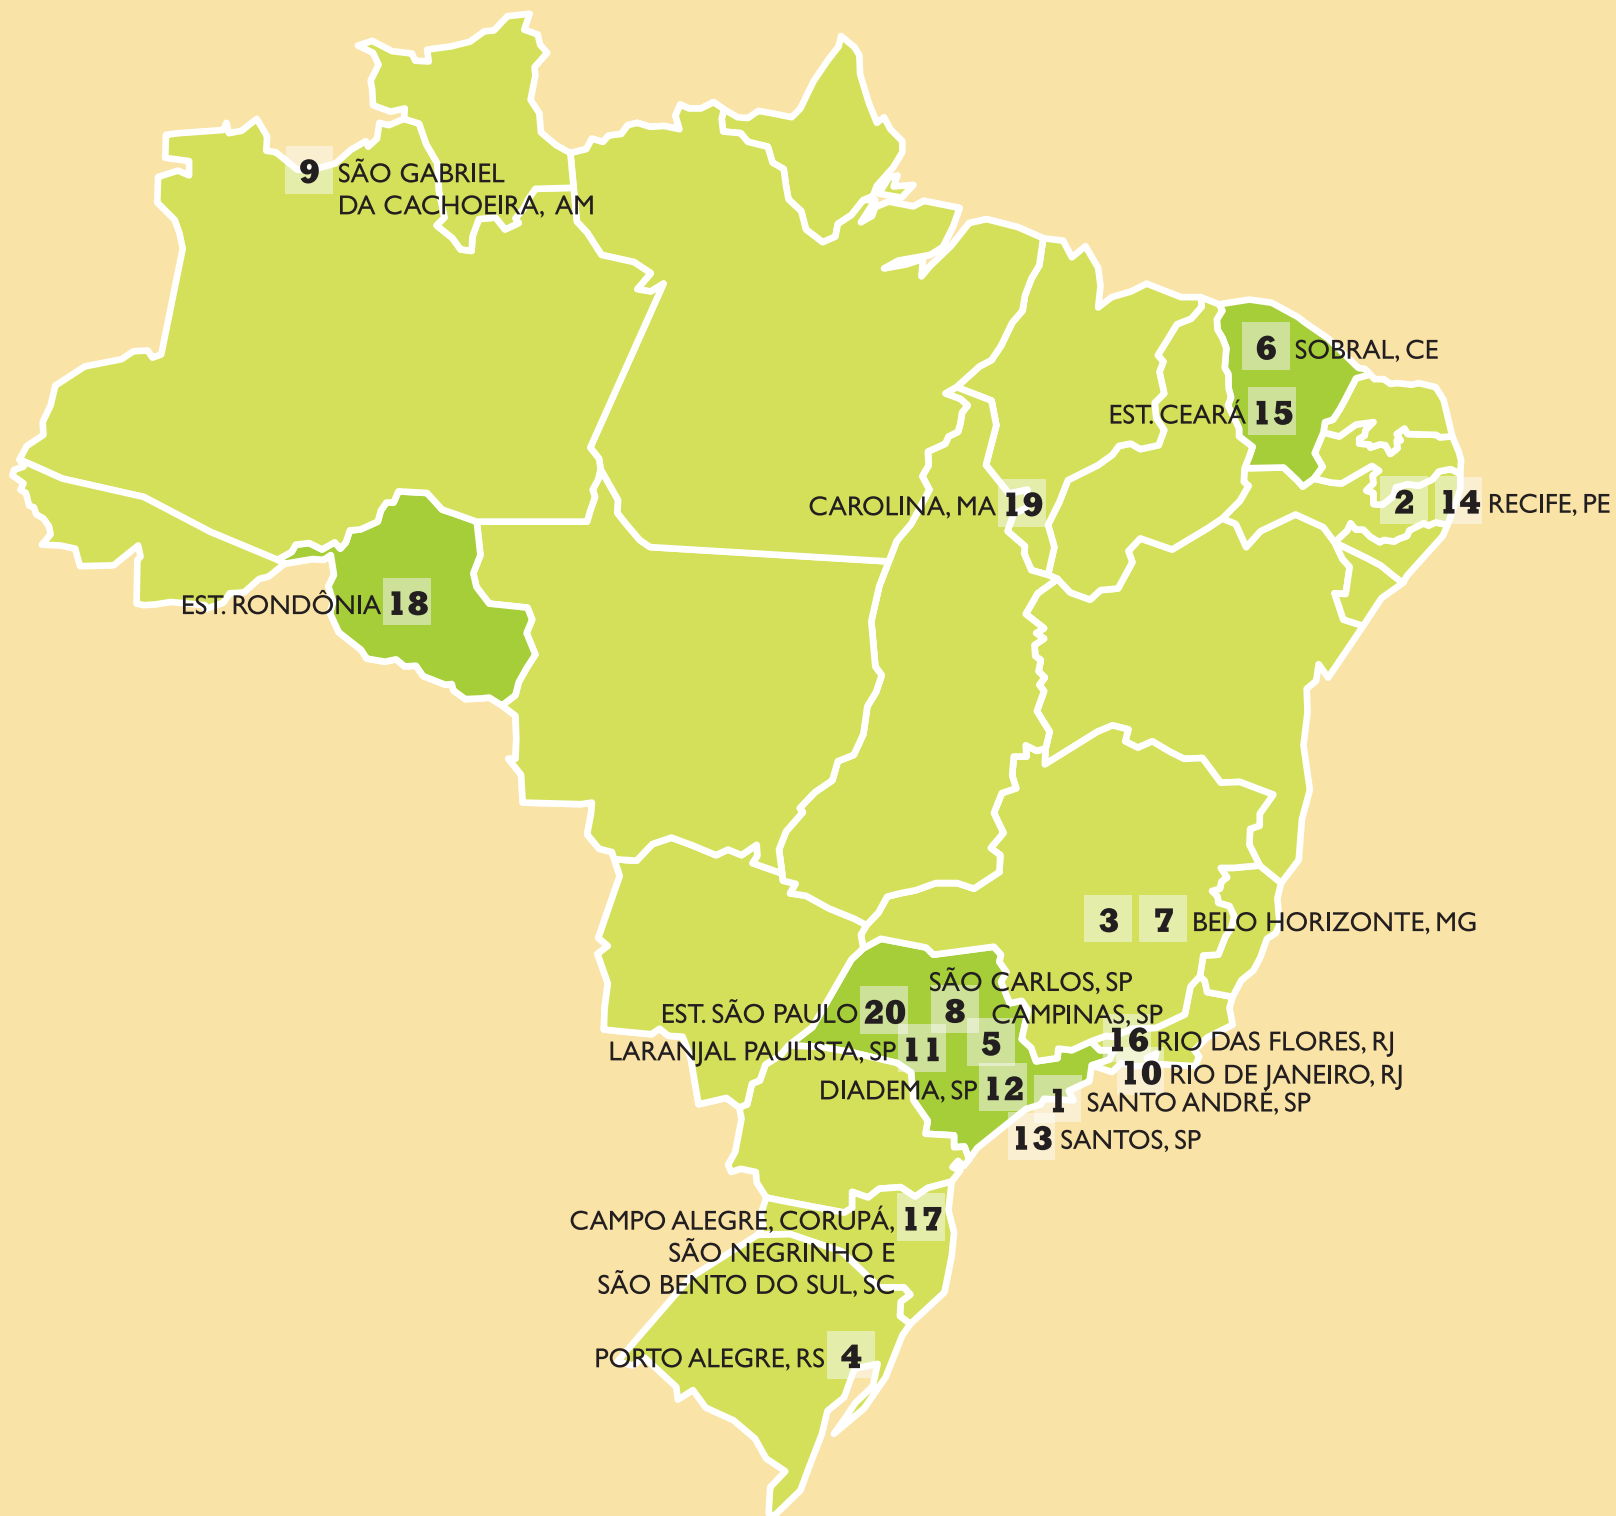 9 SÃO GABRIEL
DA CACHOEIRA, AM
6 SOBRAL, CE
EST. CEARÁ 15
CAROLINA, MA 19
2 14 RECIFE, PE
EST. RONDÔNIA 18
3 7 BELO HORIZONTE, MG
SÃO CARLOS, SP
EST. SÃO PAULO 20 8 CAMPINAS, SP
16 RIO DAS FLORES, RJ
LARANJAL PAULISTA, SP 11 5
10 RIO DE JANEIRO, RJ
DIADEMA, SP 12 1 SANTO ANDRÉ, SP
13 SANTOS, SP
CAMPO ALEGRE, CORUPÁ, 17
SÃO NEGRINHO E
SÃO BENTO DO SUL, SC
PORTO ALEGRE, RS 4